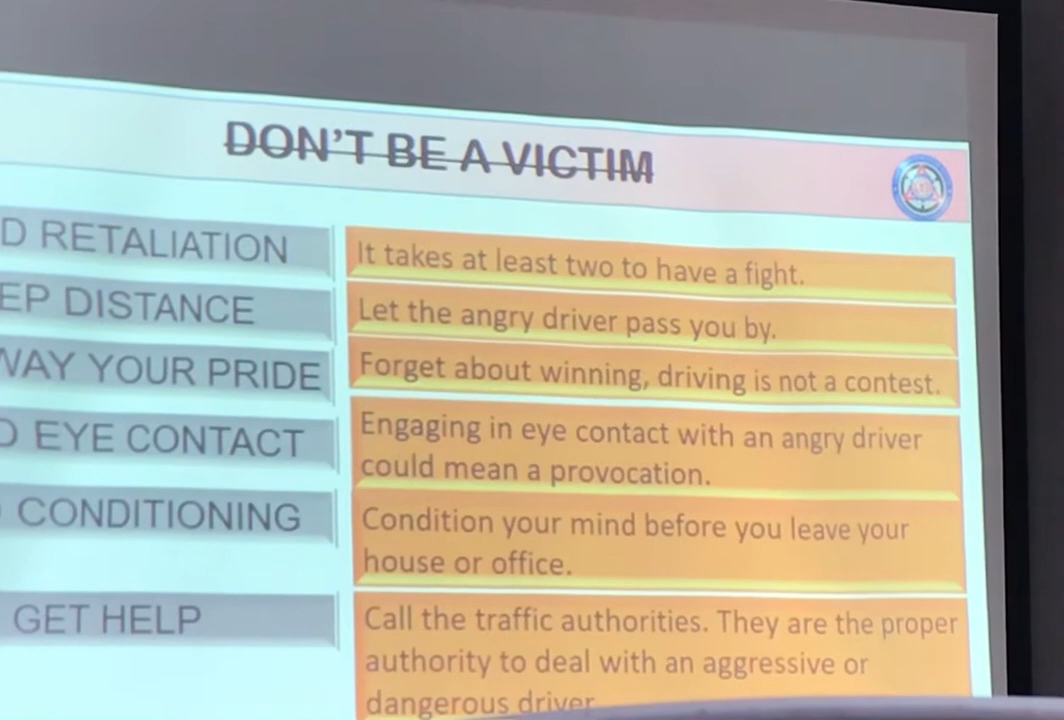 DON'T BE A VICTIM
D RETALIATION
It takes at least two to have a fight.
EP DISTANCE
Let the angry driver pass you by.
WAY YOUR PRIDE
Forget about winning, driving is not a contest.
D EYE CONTACT
Engaging in eye contact with an angry driver
could mean a provocation.
CONDITIONING
Condition your mind before you leave your
house or office.
GET HELP
Call the traffic authorities. They are the proper
authority to deal with an aggressive or
dangerous driver